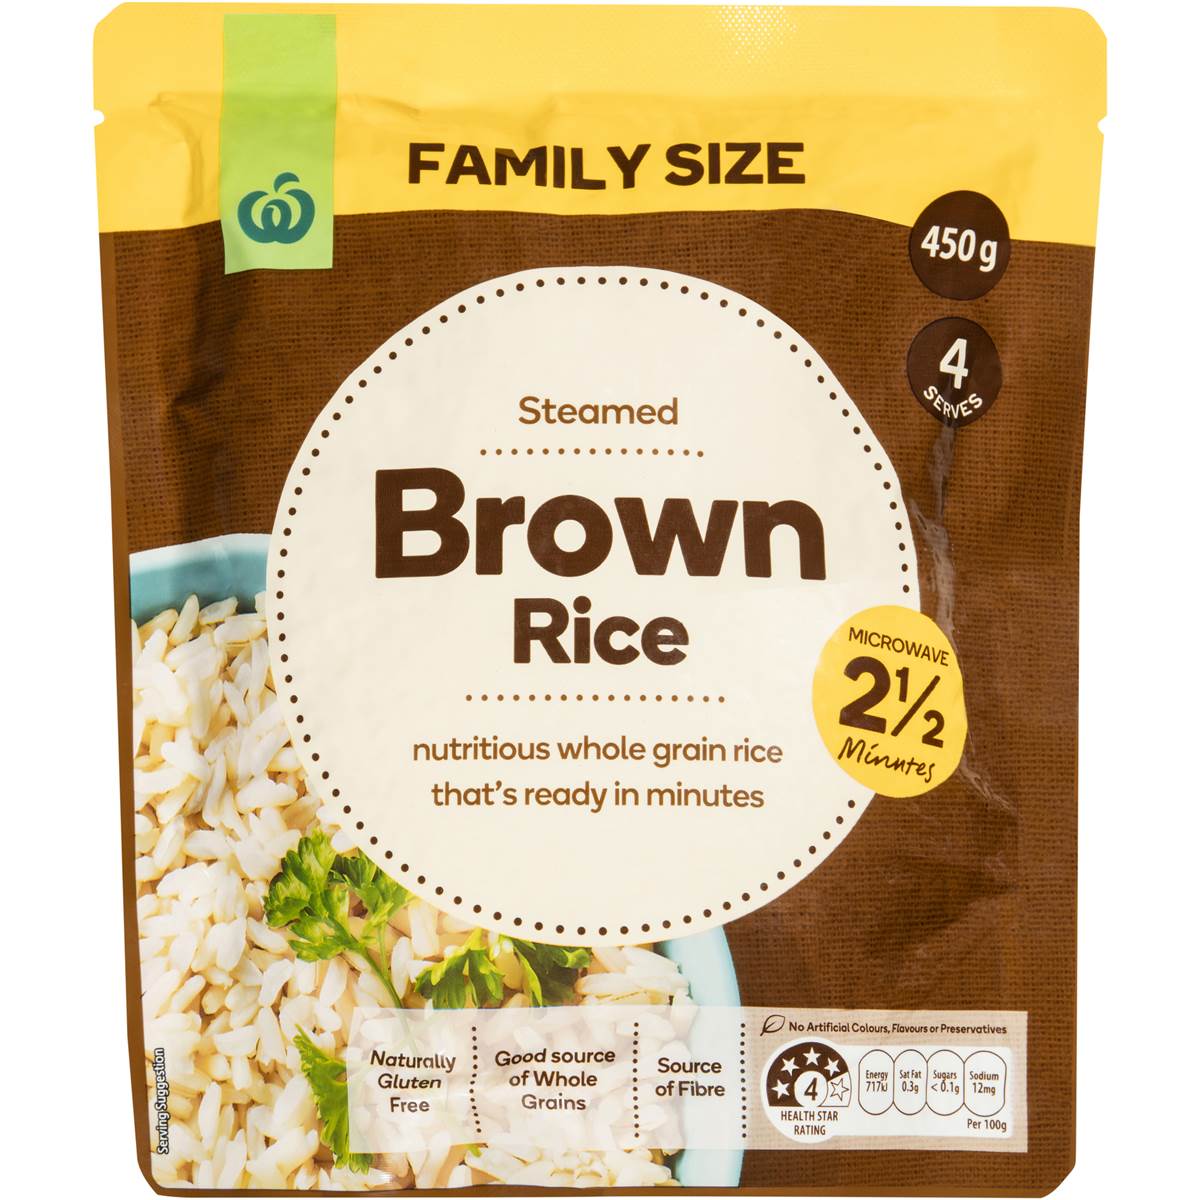 FAMILY SIZE
450g
4
SERVES
Steamed
Brown
Rice
nutritious whole grain rice
that's ready in minutes
MICROWAVE
2½
Minutes
Naturally
Gluten
Free
Good source
of Whole
Grains
Source
of Fibre
No Artificial Colours, Flavours or Preservatives
4
HEALTH STAR
RATING
Energy
717kJ
Sat Fat
0.3g
Sugars
<0.1g
Sodium
12mg
Per 100g
Serving Suggestion